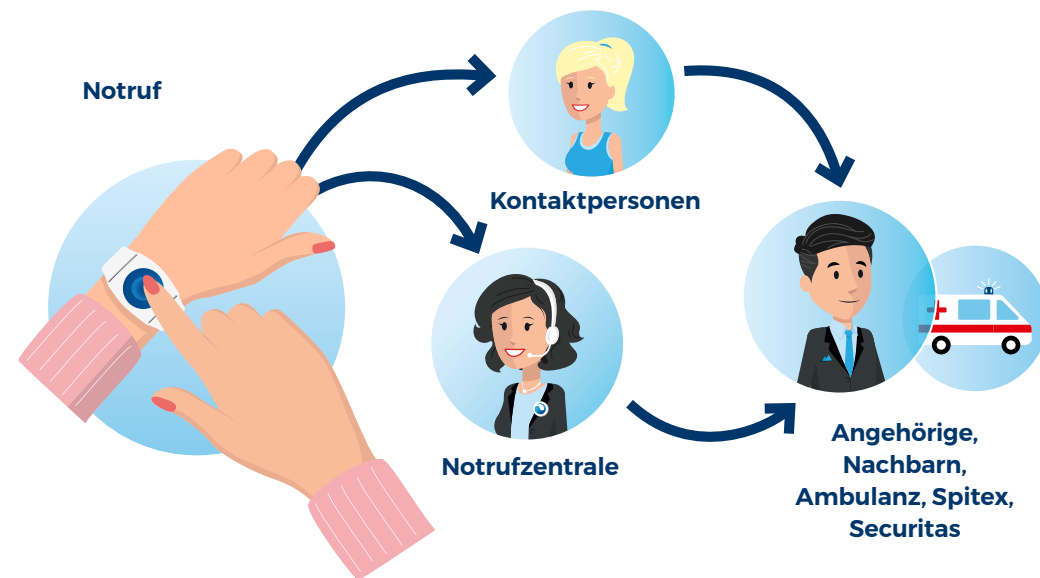 Notruf
Kontaktpersonen
Notrufzentrale
Angehörige,
Nachbarn,
Ambulanz, Spitex,
Securitas